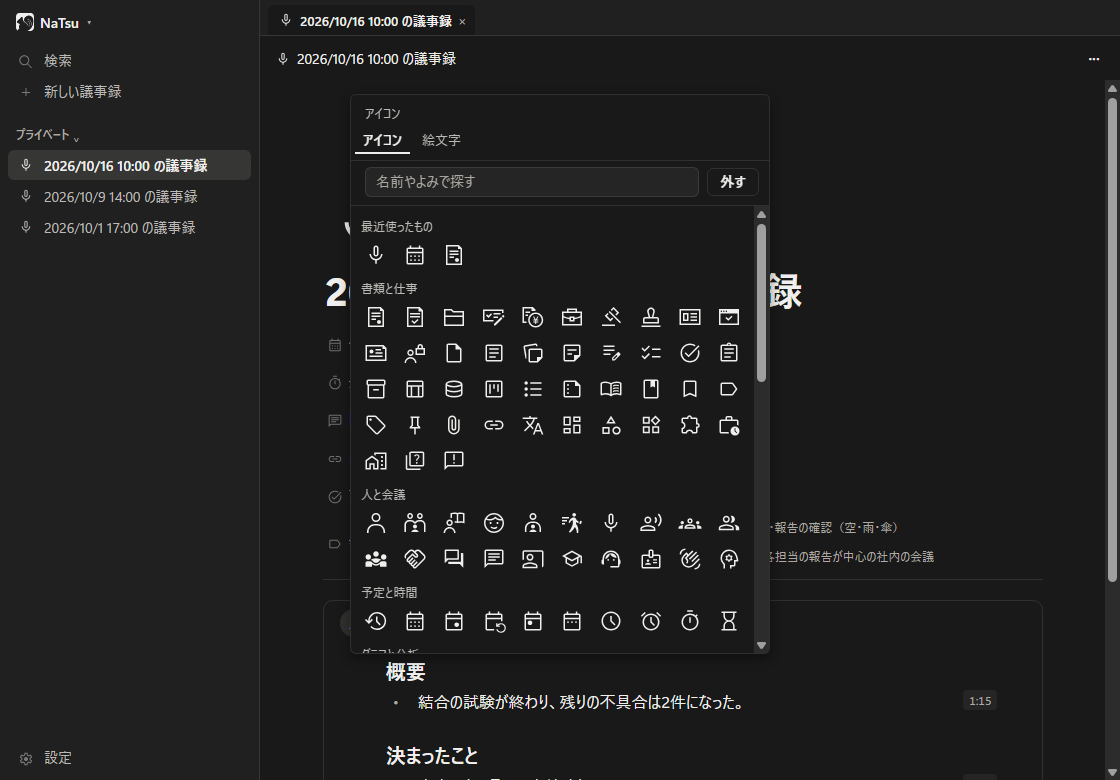 NaTsu
検索
新しい議事録
プライベート
2026/10/16 10:00 の議事録
2026/10/9 14:00 の議事録
2026/10/1 17:00 の議事録
設定
2026/10/16 10:00 の議事録 ×
2026/10/16 10:00 の議事録
アイコン
アイコン 絵文字
名前やよみで探す 外す
最近使ったもの
書類と仕事
人と会議
予定と時間
2 録
・報告の確認（空・雨・傘）
担当の報告が中心の社内の会議
概要
• 結合の試験が終わり、残りの不具合は2件になった。 1:15
決まったこと